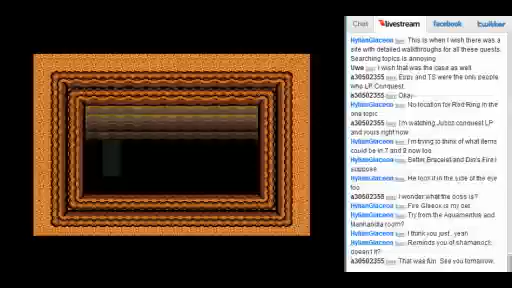 Chat livestream facebook twitter
HylianGlaceon: This is when I wish there was a
site with detailed walkthroughs for all these quests.
Searching topics is annoying
Uwe: I wish that was the case as well
a30502355: Eppy and TS were the only people
who LP Conquest.
a30502355: Okay
HylianGlaceon: No location for Red Ring in the
one topic
a30502355: I'm watching Jubbz conquest LP
and yours right now
HylianGlaceon: I'm trying to think of what items
could be in 7 and 9 now too
HylianGlaceon: Better Bracelet and Din's Fire I
suppose
HylianGlaceon: He took it in the side of the eye
too
a30502355: I wonder what the boss is?
HylianGlaceon: Fire Gleeok is my bet
HylianGlaceon: Try from the Aquamentus and
Manhandla room?
HylianGlaceon: I think you just.. yeah
HylianGlaceon: Reminds you of shamanoch,
doesn't it?
a30502355: That was fun. See you tomorrow.